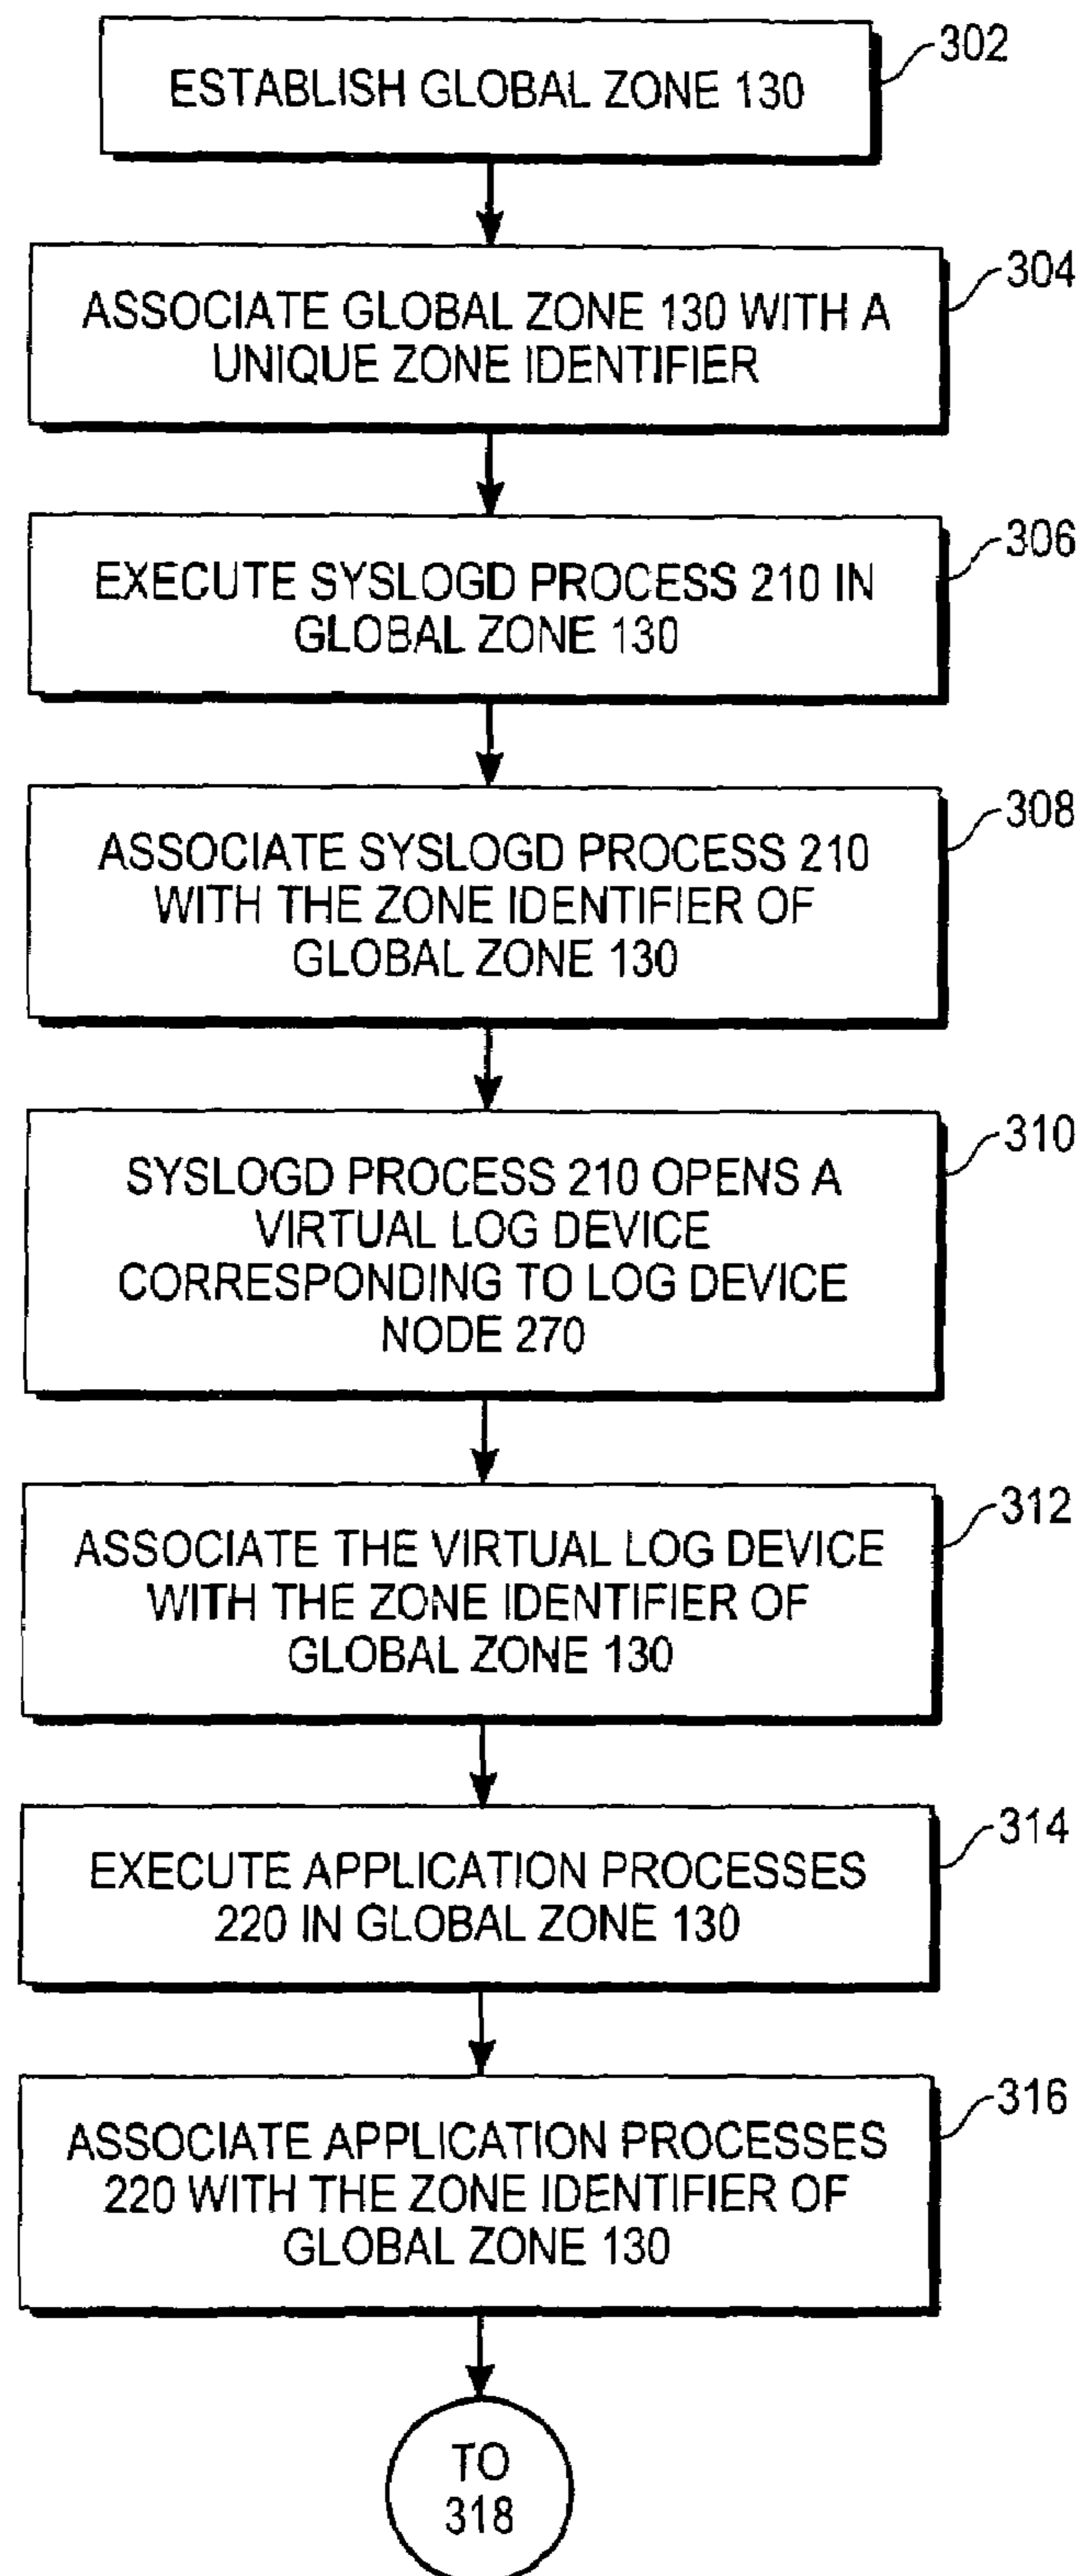 ESTABLISH GLOBAL ZONE 130
302
ASSOCIATE GLOBAL ZONE 130 WITH A
UNIQUE ZONE IDENTIFIER
304
EXECUTE SYSLOGD PROCESS 210 IN
GLOBAL ZONE 130
306
ASSOCIATE SYSLOGD PROCESS 210
WITH THE ZONE IDENTIFIER OF
GLOBAL ZONE 130
308
SYSLOGD PROCESS 210 OPENS A
VIRTUAL LOG DEVICE
CORRESPONDING TO LOG DEVICE
NODE 270
310
ASSOCIATE THE VIRTUAL LOG DEVICE
WITH THE ZONE IDENTIFIER OF
GLOBAL ZONE 130
312
EXECUTE APPLICATION PROCESSES
220 IN GLOBAL ZONE 130
314
ASSOCIATE APPLICATION PROCESSES
220 WITH THE ZONE IDENTIFIER OF
GLOBAL ZONE 130
316
TO
318